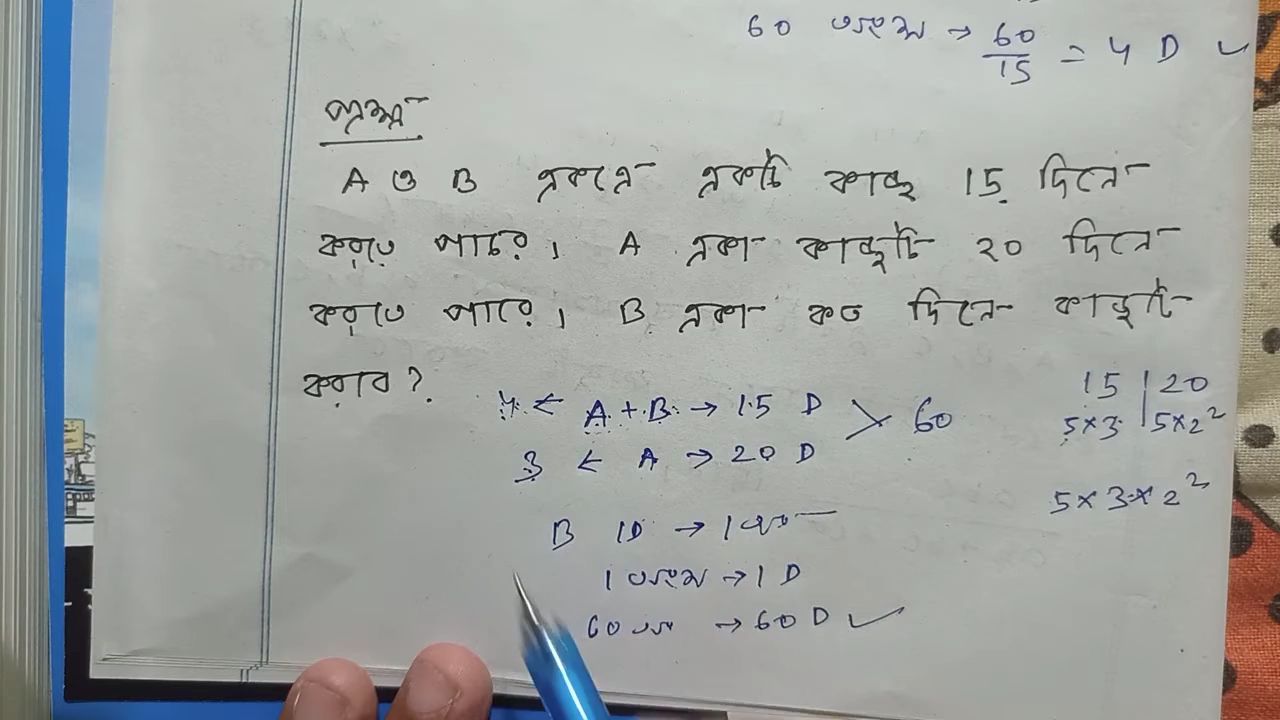 60 অংশ → 60/15 = 4 D ✓
প্রশ্ন
A ও B একত্রে একটি কাজ 15 দিনে
করতে পারে। A একা কাজটি ২০ দিনে
করতে পারে। B একা কত দিনে কাজটি
করবে?
15 | 20
4 ← A + B → 15 D > 60
5×3 | 5×2²
3 ← A → 20 D
5×3×2²
B 1D → 1 অংশ
1 অংশ → 1 D
60 অংশ → 60 D ✓